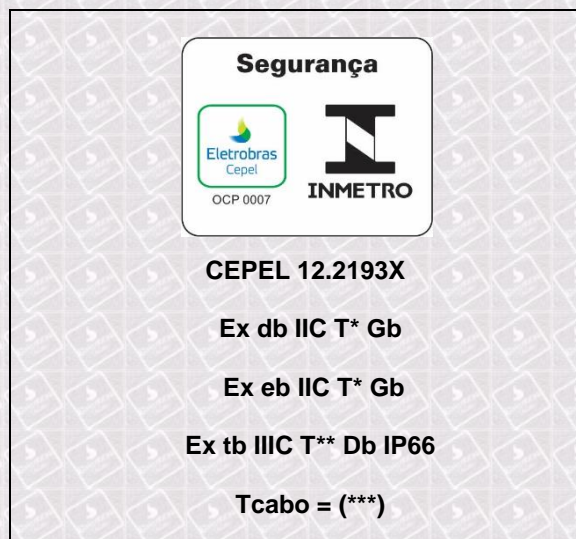 Segurança
Eletrobras
Cepel
OCP 0007
INMETRO
CEPEL 12.2193X
Ex db IIC T* Gb
Ex eb IIC T* Gb
Ex tb IIIC T** Db IP66
Tcabo = (***)